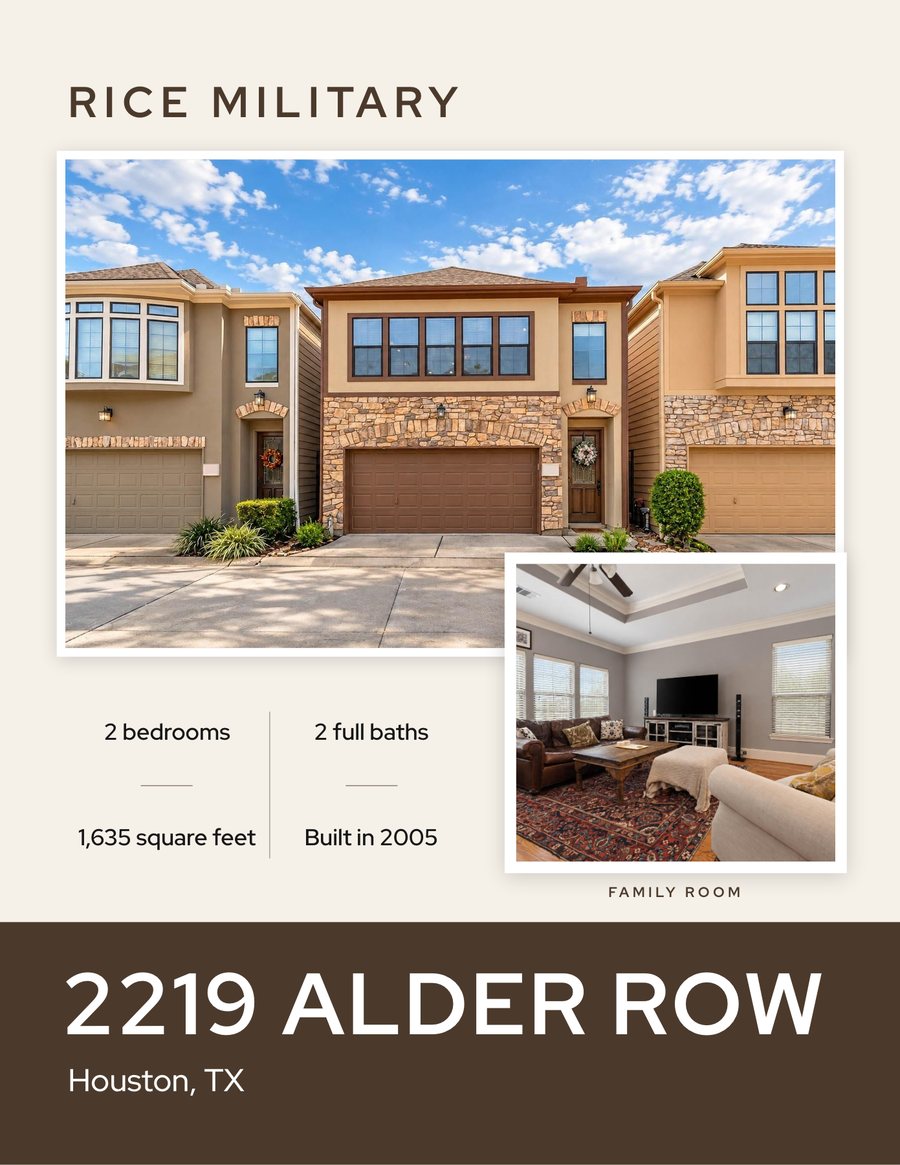 RICE MILITARY
2 bedrooms
2 full baths
1,635 square feet
Built in 2005
FAMILY ROOM
2219 ALDER ROW
Houston, TX